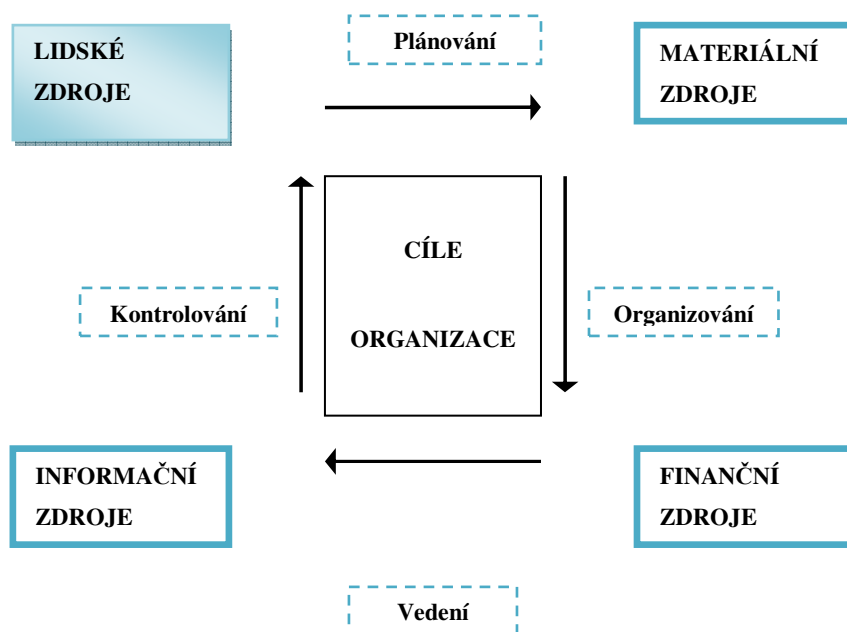 LIDSKÉ
ZDROJE
Plánování
MATERIÁLNÍ
ZDROJE
CÍLE
ORGANIZACE
Kontrolování
Organizování
INFORMAČNÍ
ZDROJE
FINANČNÍ
ZDROJE
Vedení